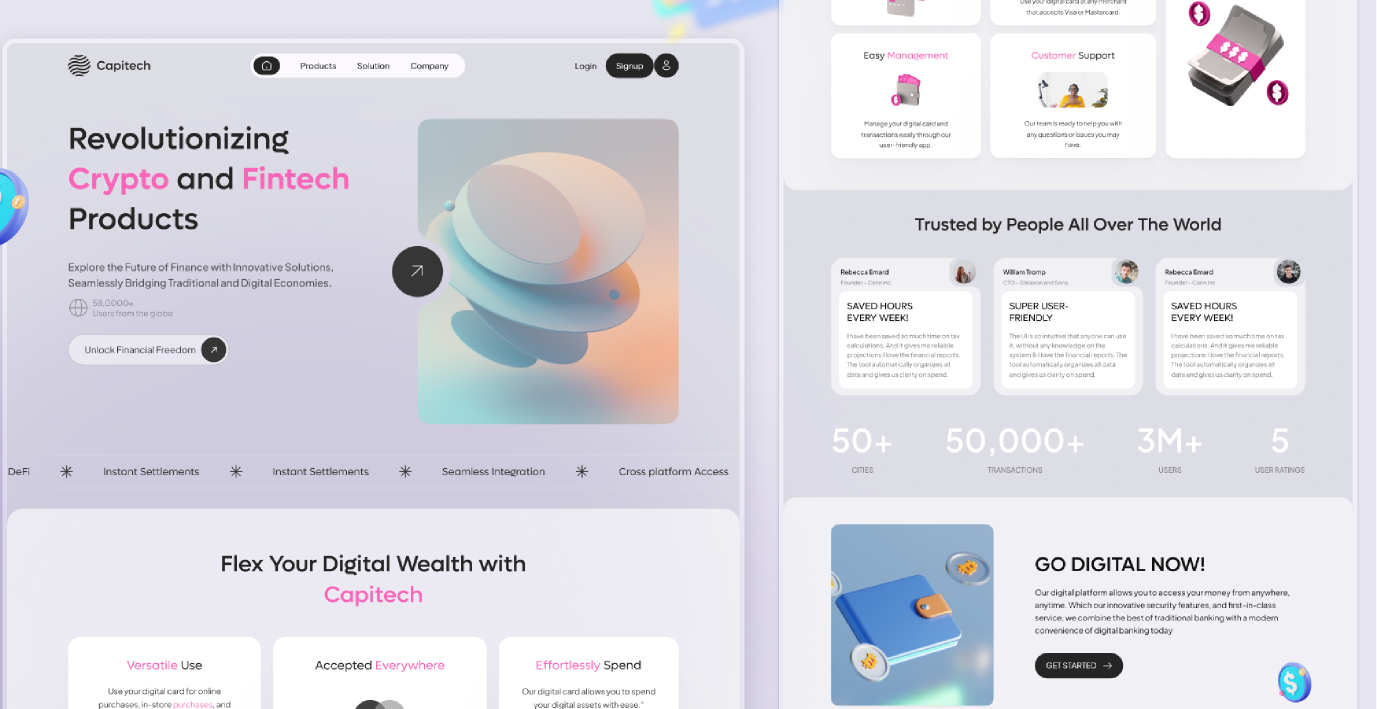 Capitech
Products
Solution
Company
Login
Signup
Revolutionizing
Crypto and Fintech
Products
Explore the Future of Finance with Innovative Solutions,
Seamlessly Bridging Traditional and Digital Economies.
58,0000+
Users from the globe
Unlock Financial Freedom
DeFi
Instant Settlements
Instant Settlements
Seamless Integration
Cross platform Access
Flex Your Digital Wealth with
Capitech
Versatile Use
Use your digital card for online
purchases, in-store purchases, and
Accepted Everywhere
Effortlessly Spend
Our digital card allows you to spend
your digital assets with ease."
Use your digital card at any merchant
that accepts Visa or Mastercard.
Easy Management
Manage your digital card and
transactions easily through our
user-friendly app.
Customer Support
Our team is ready to help you with
any questions or issues you may
have.
Trusted by People All Over The World
Rebecca Emard
Founder - Conn Inc
SAVED HOURS
EVERY WEEK!
I have been saved so much time on tax
calculations. And it gives me reliable
projections. I love the financial reports.
The tool automatically organizes all
data and gives us clarity on spend.
William Tromp
CTO - Gleason and Sons
SUPER USER-
FRIENDLY
The UI is so intuitive that anyone can use
it, without any knowledge on the
system & I love the financial reports. The
tool automatically organizes all data
and gives us clarity on spend.
Rebecca Emard
Founder - Conn Inc
SAVED HOURS
EVERY WEEK!
I have been saved so much time on tax
calculations. And it gives me reliable
projections. I love the financial reports.
The tool automatically organizes all
data and gives us clarity on spend.
50+
CITIES
50,000+
TRANSACTIONS
3M+
USERS
5
USER RATINGS
GO DIGITAL NOW!
Our digital platform allows you to access your money from anywhere,
anytime. Which our innovative security features, and first-in-class
service, we combine the best of traditional banking with a modern
convenience of digital banking today
GET STARTED